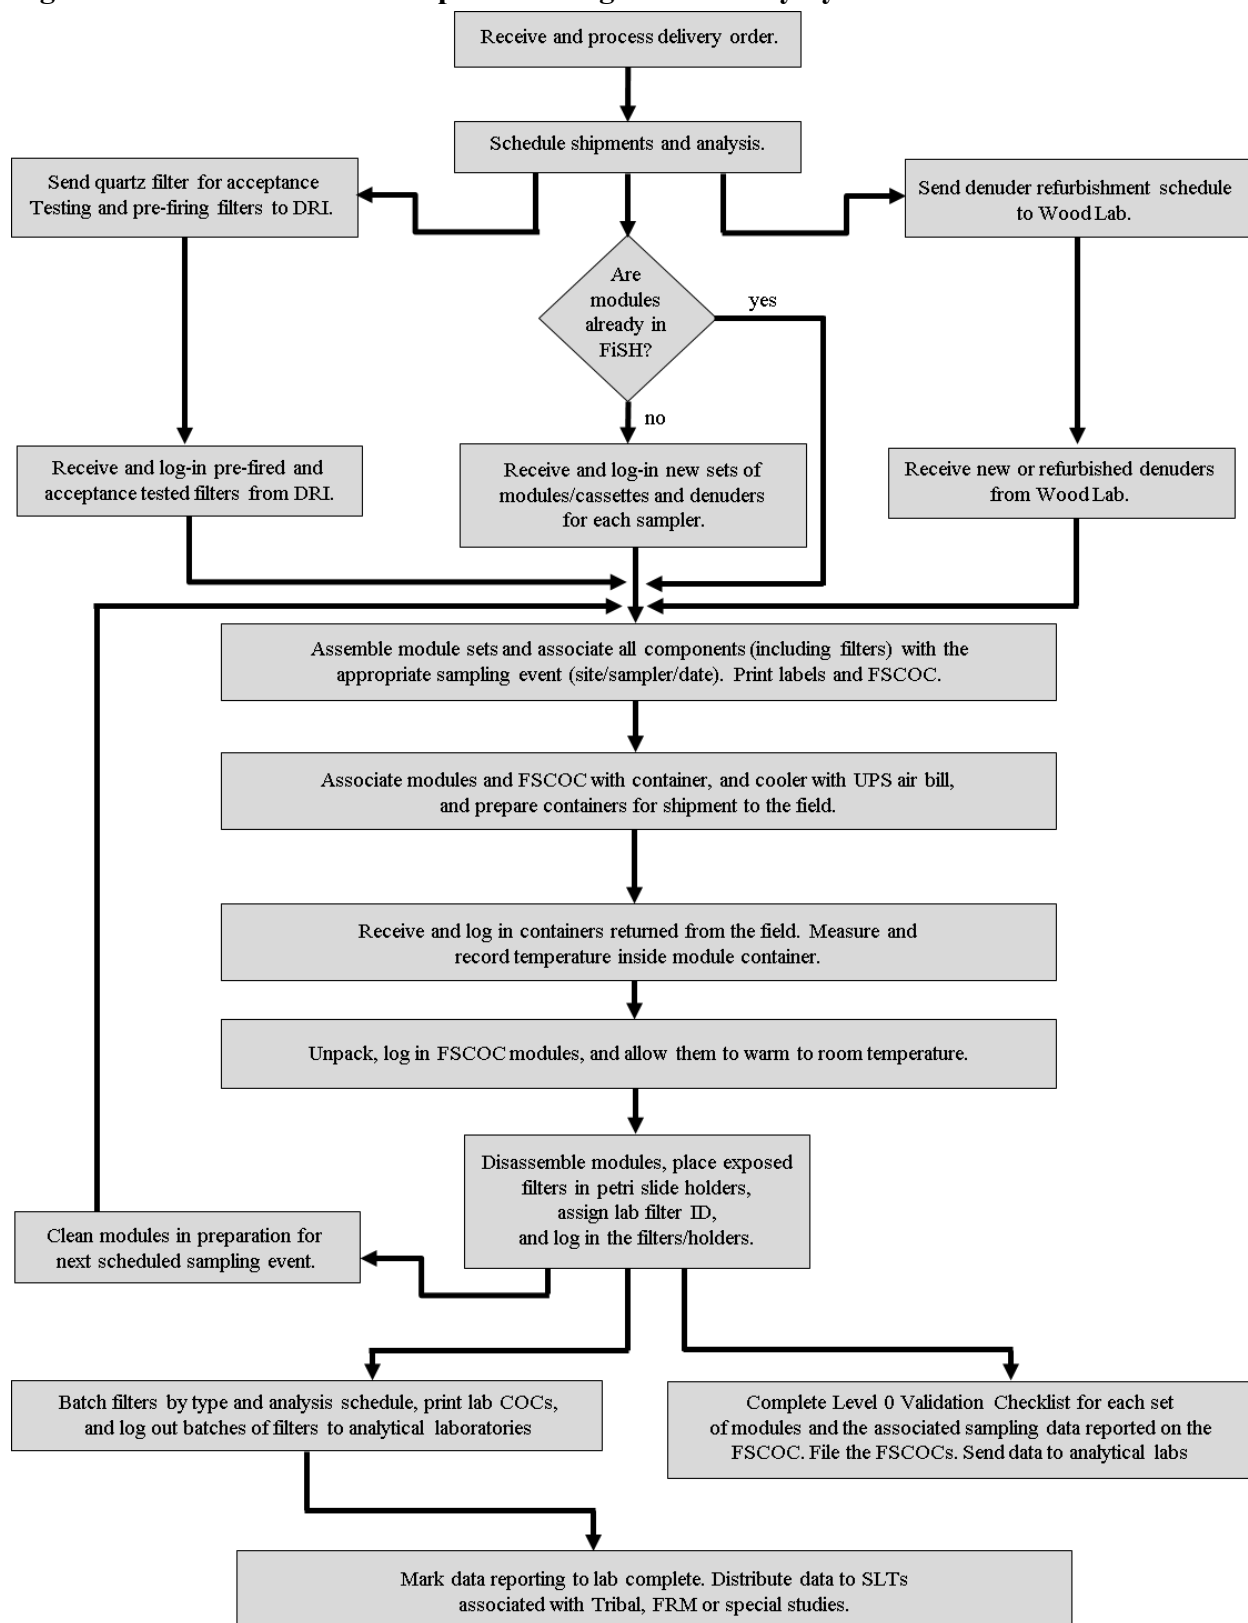 Receive and process delivery order.
Schedule shipments and analysis.
Send quartz filter for acceptance
Testing and pre-firing filters to DRI.
Send denuder refurbishment schedule
to Wood Lab.
Are
modules
already in
FiSH?
yes
no
Receive and log-in pre-fired and
acceptance tested filters from DRI.
Receive and log-in new sets of
modules/cassettes and denuders
for each sampler.
Receive new or refurbished denuders
from Wood Lab.
Assemble module sets and associate all components (including filters) with the
appropriate sampling event (site/sampler/date). Print labels and FSCOC.
Associate modules and FSCOC with container, and cooler with UPS air bill,
and prepare containers for shipment to the field.
Receive and log in containers returned from the field. Measure and
record temperature inside module container.
Unpack, log in FSCOC modules, and allow them to warm to room temperature.
Disassemble modules, place exposed
filters in petri slide holders,
assign lab filter ID,
and log in the filters/holders.
Clean modules in preparation for
next scheduled sampling event.
Batch filters by type and analysis schedule, print lab COCs,
and log out batches of filters to analytical laboratories
Complete Level 0 Validation Checklist for each set
of modules and the associated sampling data reported on the
FSCOC. File the FSCOCs. Send data to analytical labs
Mark data reporting to lab complete. Distribute data to SLTs
associated with Tribal, FRM or special studies.